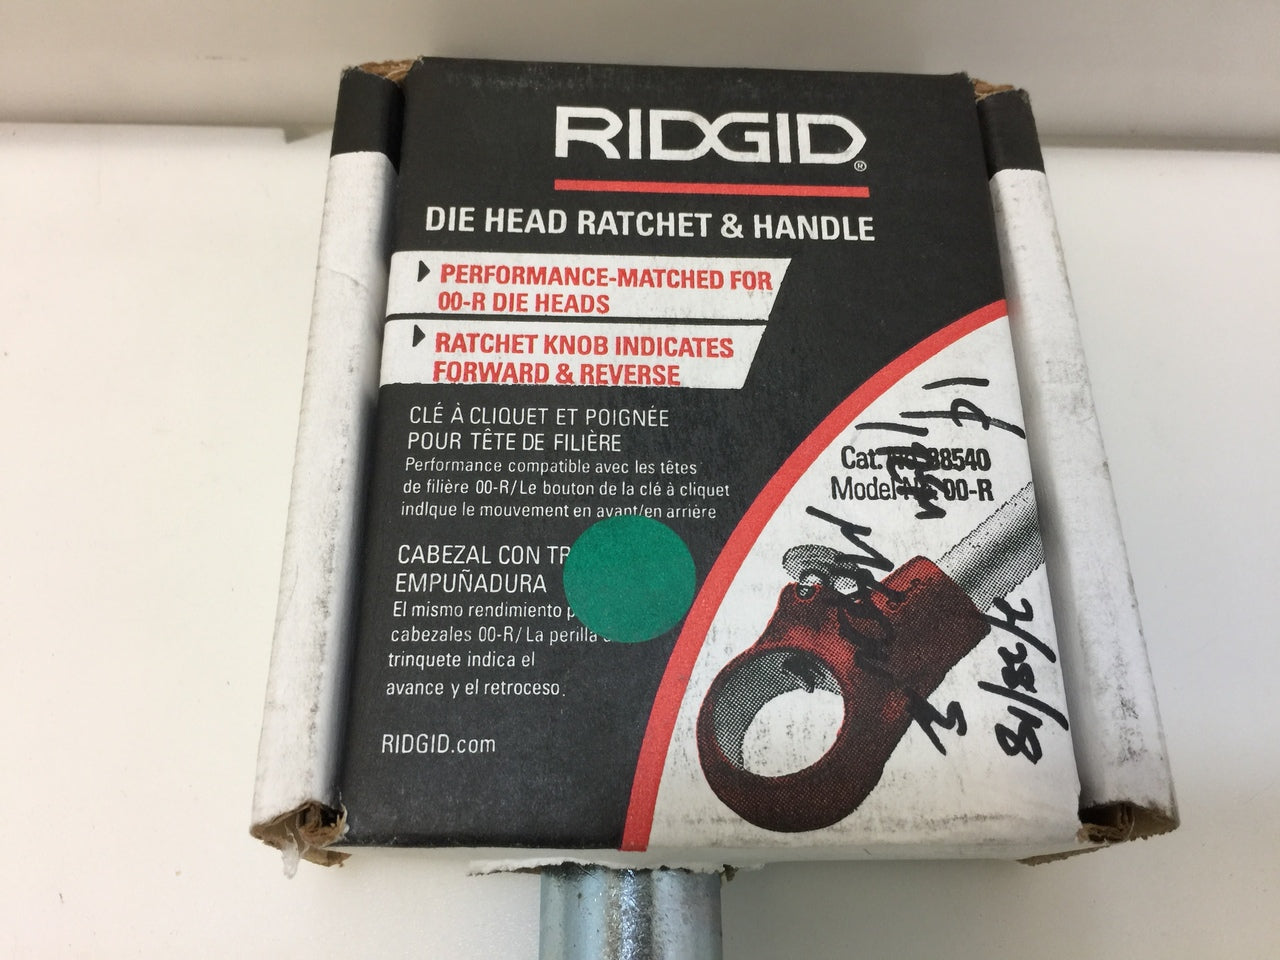 RIDGID®
DIE HEAD RATCHET & HANDLE
PERFORMANCE-MATCHED FOR
00-R DIE HEADS
RATCHET KNOB INDICATES
FORWARD & REVERSE
CLÉ À CLIQUET ET POIGNÉE
POUR TÊTE DE FILIÈRE
Performance compatible avec les têtes
de filière 00-R/Le bouton de la clé à cliquet
indique le mouvement en avant/en arrière
Cat. 38540
Model 00-R
CABEZAL CON
EMPUÑADURA
El mismo rendimiento
cabezales 00-R/La perilla
trinquete indica el
avance y el retroceso.
RIDGID.com